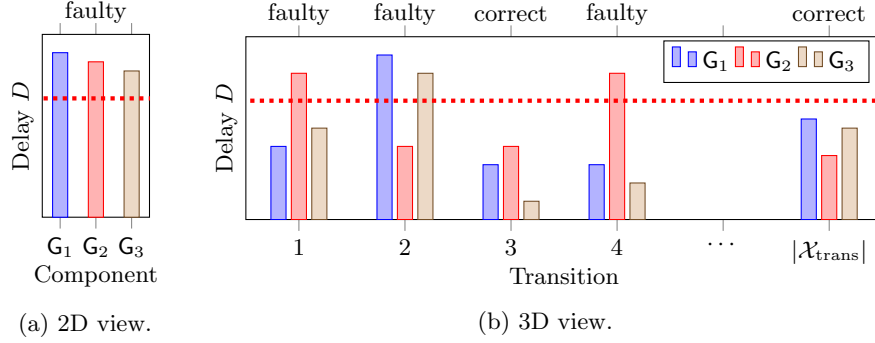 faulty
Delay D
G₁ G₂ G₃
Component
(a) 2D view.
faulty faulty correct faulty correct
G₁ G₂ G₃
Delay D
1 2 3 4 ··· |𝒳trans|
Transition
(b) 3D view.